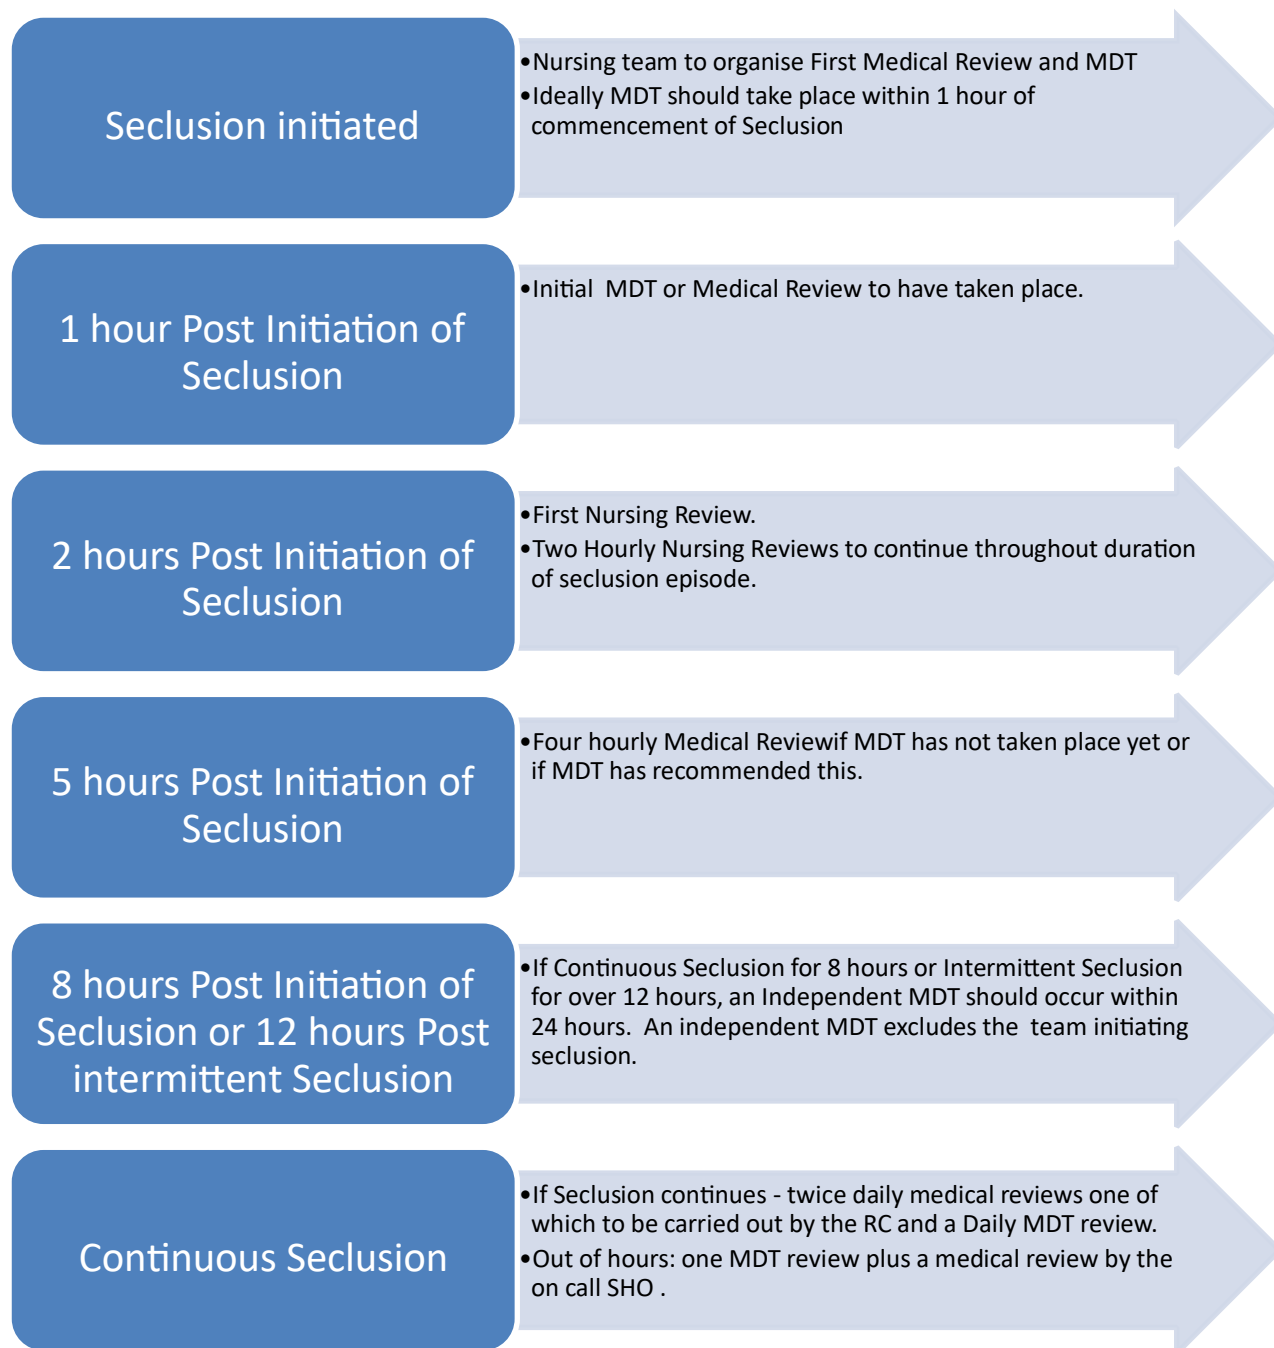 Seclusion initiated
•Nursing team to organise First Medical Review and MDT
•Ideally MDT should take place within 1 hour of
commencement of Seclusion
1 hour Post Initiation of
Seclusion
•Initial  MDT or Medical Review to have taken place.
2 hours Post Initiation of
Seclusion
•First Nursing Review.
•Two Hourly Nursing Reviews to continue throughout duration
of seclusion episode.
5 hours Post Initiation of
Seclusion
•Four hourly Medical Reviewif MDT has not taken place yet or
if MDT has recommended this.
8 hours Post Initiation of
Seclusion or 12 hours Post
intermittent Seclusion
•If Continuous Seclusion for 8 hours or Intermittent Seclusion
for over 12 hours, an Independent MDT should occur within
24 hours.  An independent MDT excludes the  team initiating
seclusion.
Continuous Seclusion
•If Seclusion continues - twice daily medical reviews one of
which to be carried out by the RC and a Daily MDT review.
•Out of hours: one MDT review plus a medical review by the
on call SHO .